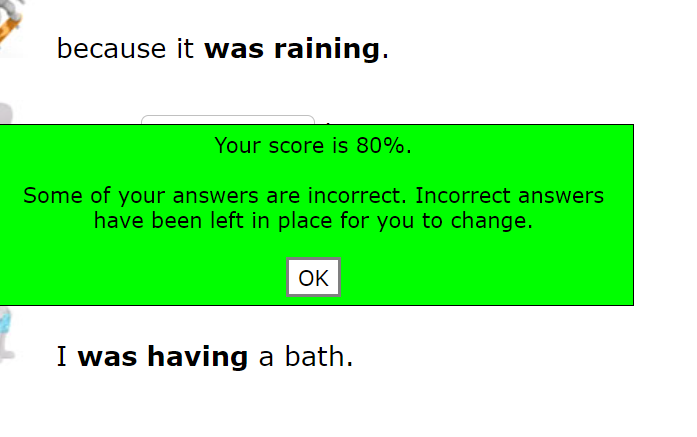 because it was raining.
Your score is 80%.
Some of your answers are incorrect. Incorrect answers
have been left in place for you to change.
OK
I was having a bath.